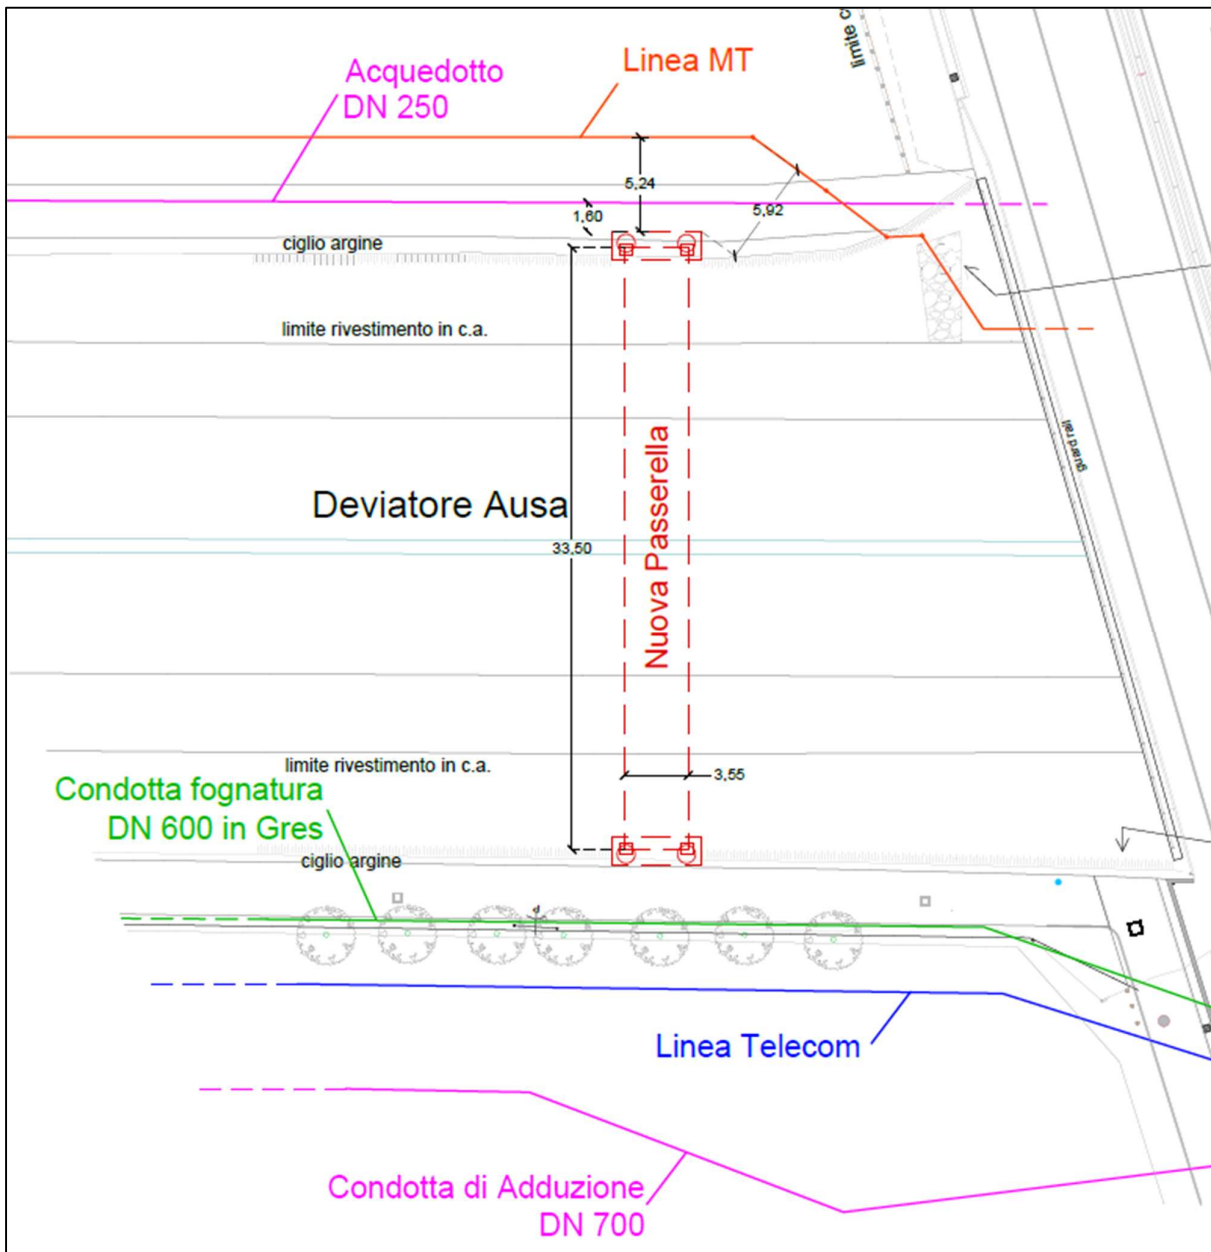 limite c
Linea MT
Acquedotto
DN 250
5,24
1,60
5,92
ciglio argine
limite rivestimento in c.a.
guard rail
Nuova Passerella
Deviatore Ausa
33,50
limite rivestimento in c.a.
3,55
Condotta fognatura
DN 600 in Gres
ciglio argine
Linea Telecom
Condotta di Adduzione
DN 700